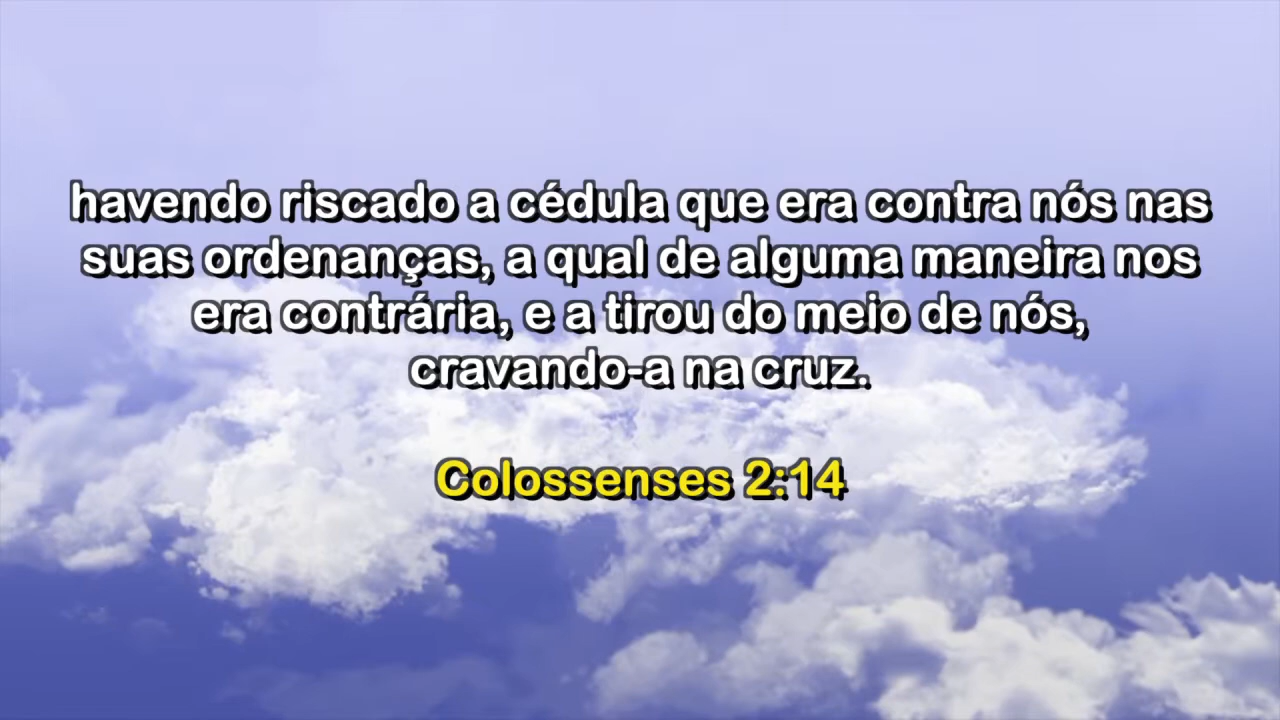 havendo riscado a cédula que era contra nós nas
suas ordenanças, a qual de alguma maneira nos
era contrária, e a tirou do meio de nós,
cravando-a na cruz.
Colossenses 2:14